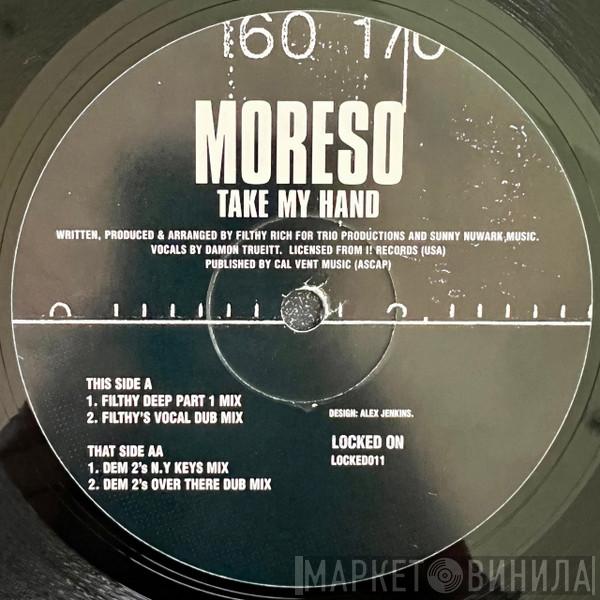 160 170
MORESO
TAKE MY HAND
WRITTEN, PRODUCED & ARRANGED BY FILTHY RICH FOR TRIO PRODUCTIONS AND SUNNY NUWARK MUSIC.
VOCALS BY DAMON TRUEITT. LICENSED FROM I! RECORDS (USA)
PUBLISHED BY CAL VENT MUSIC (ASCAP)
THIS SIDE A
1. FILTHY DEEP PART 1 MIX
2. FILTHY'S VOCAL DUB MIX
DESIGN: ALEX JENKINS.
THAT SIDE AA
1. DEM 2's N.Y KEYS MIX
2. DEM 2's OVER THERE DUB MIX
LOCKED ON
LOCKED011
МАРКЕТ ВИНИЛА